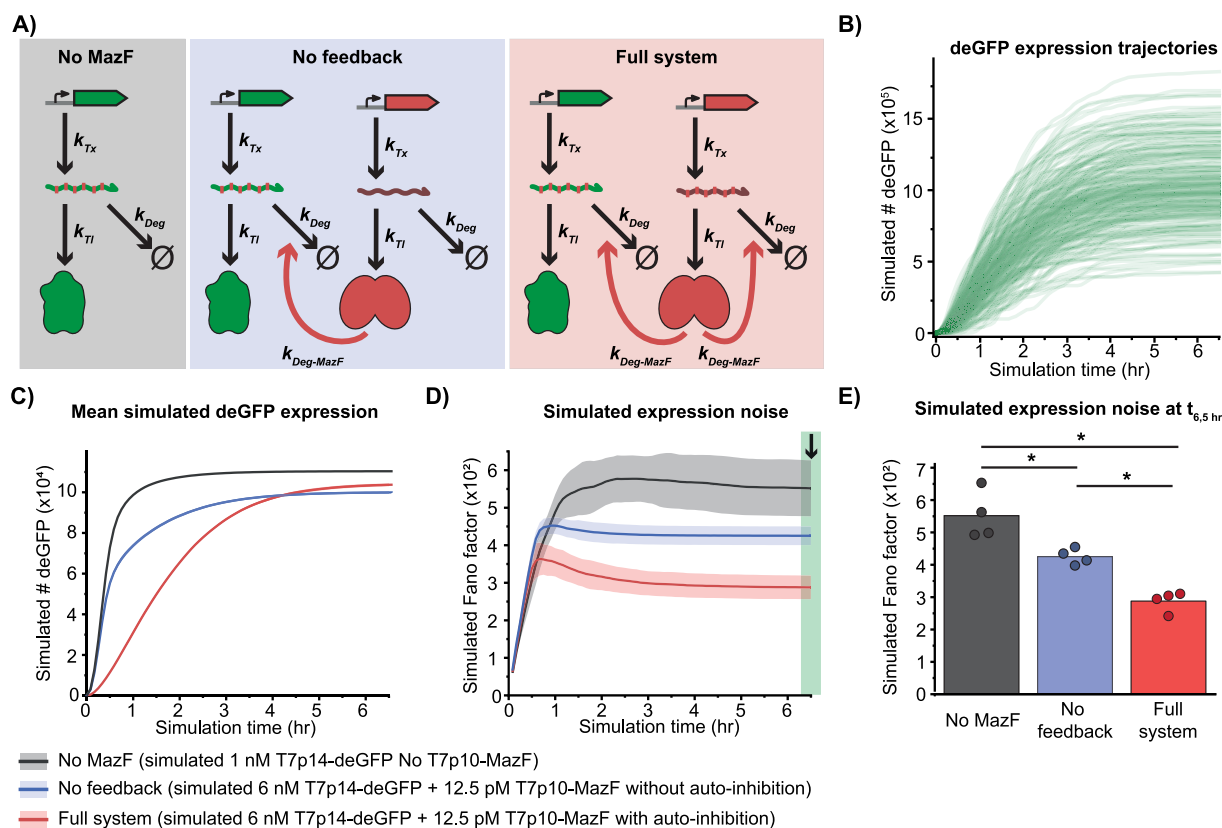 A)
No MazF
No feedback
Full system
k_Tx
k_Tl
k_Deg
∅
k_Tx
k_Tx
k_Tl
k_Deg
∅
k_Tl
k_Deg
∅
k_Deg-MazF
k_Tx
k_Tx
k_Tl
k_Deg
∅
k_Tl
k_Deg
∅
k_Deg-MazF
k_Deg-MazF
B)
deGFP expression trajectories
Simulated # deGFP (x10⁵)
15
10
5
0
0 1 2 3 4 5 6
Simulation time (hr)
C)
Mean simulated deGFP expression
Simulated # deGFP (x10⁴)
10
8
6
4
2
0
0 1 2 3 4 5 6
Simulation time (hr)
D)
Simulated expression noise
Simulated Fano factor (x10²)
6
5
4
3
2
1
0
0 1 2 3 4 5 6
Simulation time (hr)
E)
Simulated expression noise at t6,5 hr
Simulated Fano factor (x10²)
7
6
5
4
3
2
1
0
*
*
*
No MazF
No feedback
Full system
No MazF (simulated 1 nM T7p14-deGFP No T7p10-MazF)
No feedback (simulated 6 nM T7p14-deGFP + 12.5 pM T7p10-MazF without auto-inhibition)
Full system (simulated 6 nM T7p14-deGFP + 12.5 pM T7p10-MazF with auto-inhibition)